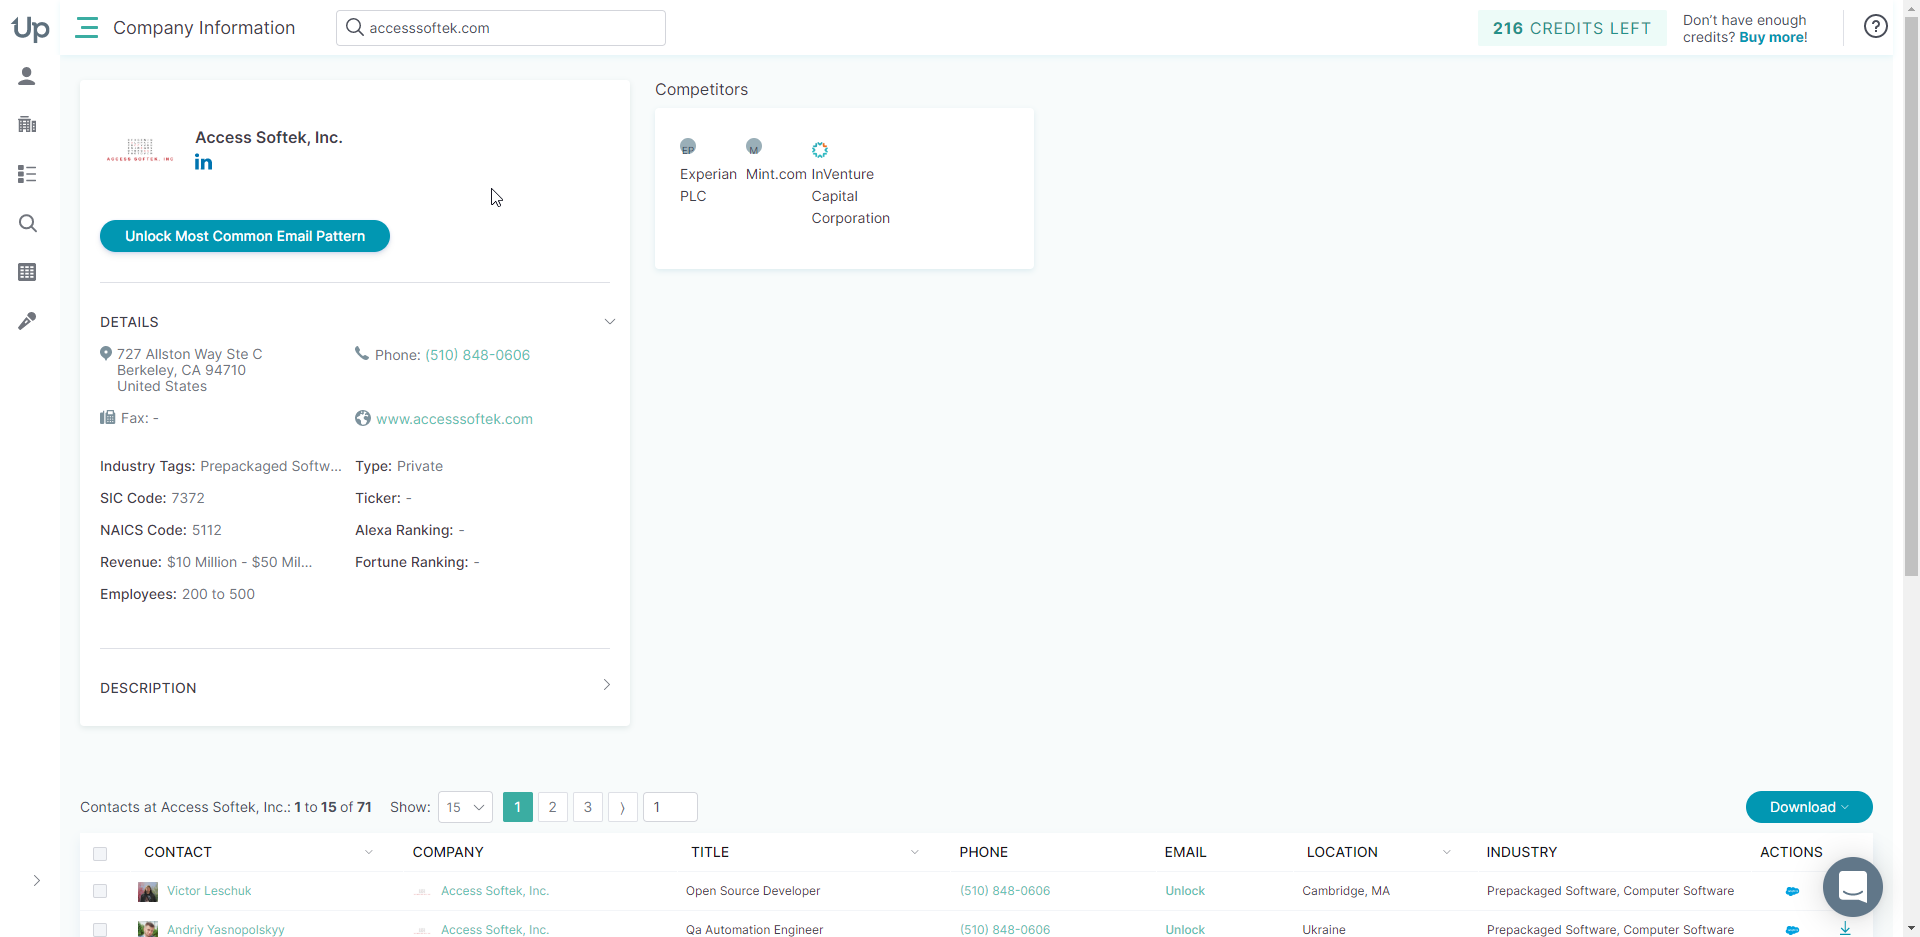 Up
Company Information
accesssoftek.com
216 CREDITS LEFT
Don't have enough
credits? Buy more!
?
ACCESS SOFTEK, INC
Access Softek, Inc.
in
Unlock Most Common Email Pattern
Competitors
EP
M
Experian
PLC
Mint.com
InVenture
Capital
Corporation
DETAILS
727 Allston Way Ste C
Berkeley, CA 94710
United States
Phone: (510) 848-0606
Fax: -
www.accesssoftek.com
Industry Tags: Prepackaged Softw...
Type: Private
SIC Code: 7372
Ticker: -
NAICS Code: 5112
Alexa Ranking: -
Revenue: $10 Million - $50 Mil...
Fortune Ranking: -
Employees: 200 to 500
DESCRIPTION
Contacts at Access Softek, Inc.: 1 to 15 of 71 Show: 15 1 2 3 ⟩ 1
Download
CONTACT COMPANY TITLE PHONE EMAIL LOCATION INDUSTRY ACTIONS
Victor Leschuk Access Softek, Inc. Open Source Developer (510) 848-0606 Unlock Cambridge, MA Prepackaged Software, Computer Software
Andriy Yasnopolskyy Access Softek, Inc. Qa Automation Engineer (510) 848-0606 Unlock Ukraine Prepackaged Software, Computer Software